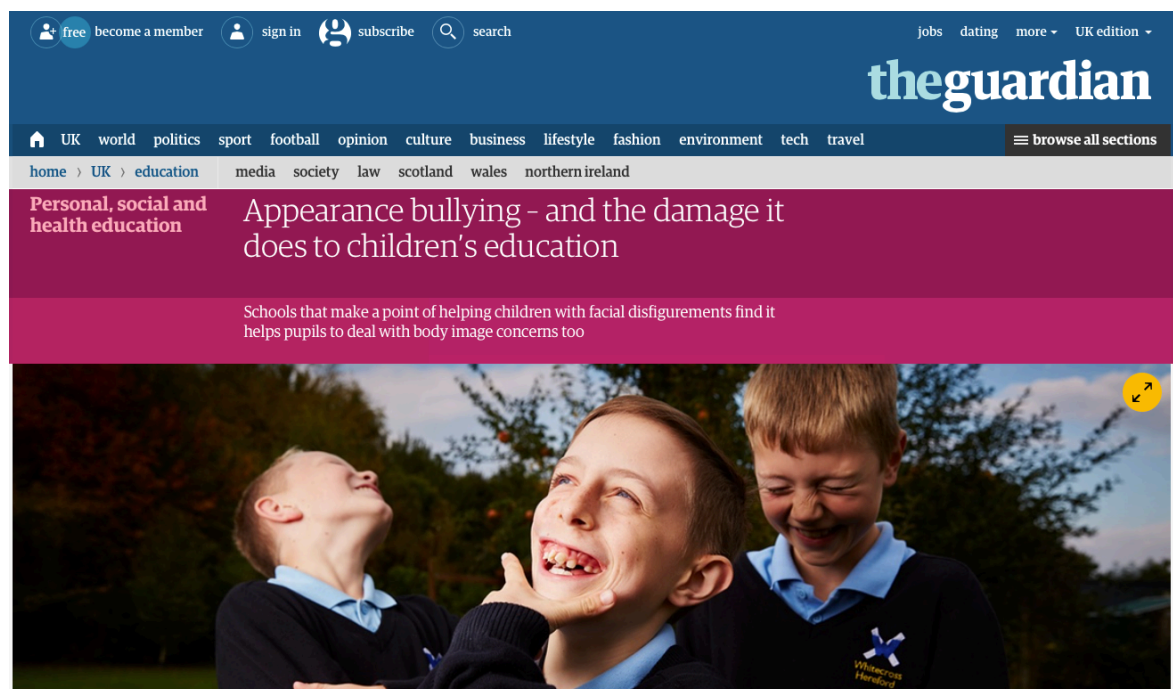 free become a member sign in subscribe search jobs dating more UK edition
theguardian
UK world politics sport football opinion culture business lifestyle fashion environment tech travel browse all sections
home › UK › education media society law scotland wales northern ireland
Personal, social and
health education
Appearance bullying – and the damage it
does to children’s education
Schools that make a point of helping children with facial disfigurements find it
helps pupils to deal with body image concerns too
Whitecross
Hereford